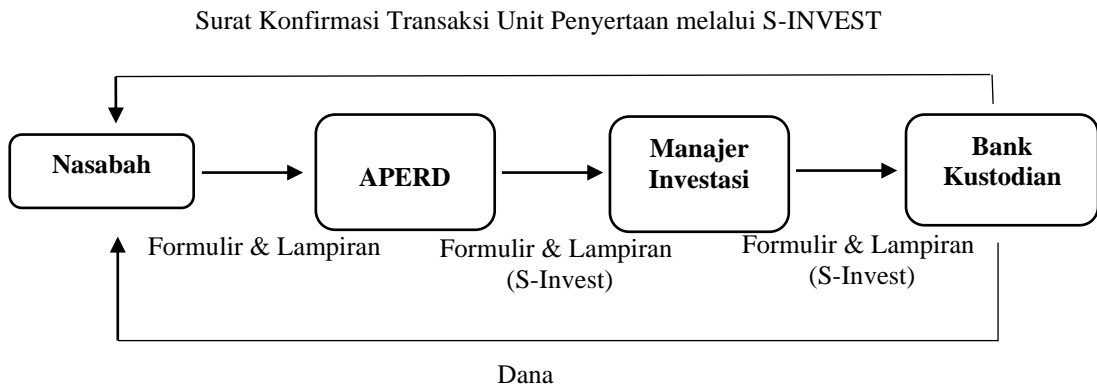 Surat Konfirmasi Transaksi Unit Penyertaan melalui S-INVEST
Nasabah
APERD
Manajer
Investasi
Bank
Kustodian
Formulir & Lampiran
Formulir & Lampiran
(S-Invest)
Formulir & Lampiran
(S-Invest)
Dana